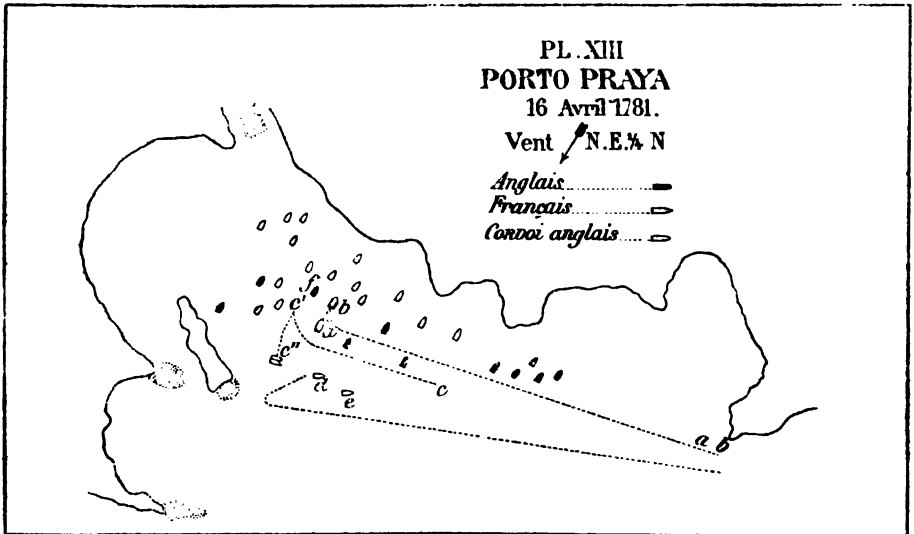 PL. XIII
PORTO PRAYA
16 Avril 1781.
Vent N.E.¼ N
Anglais
Français
Convoi anglais
f
c' b
x
c"
c
d
e
a b